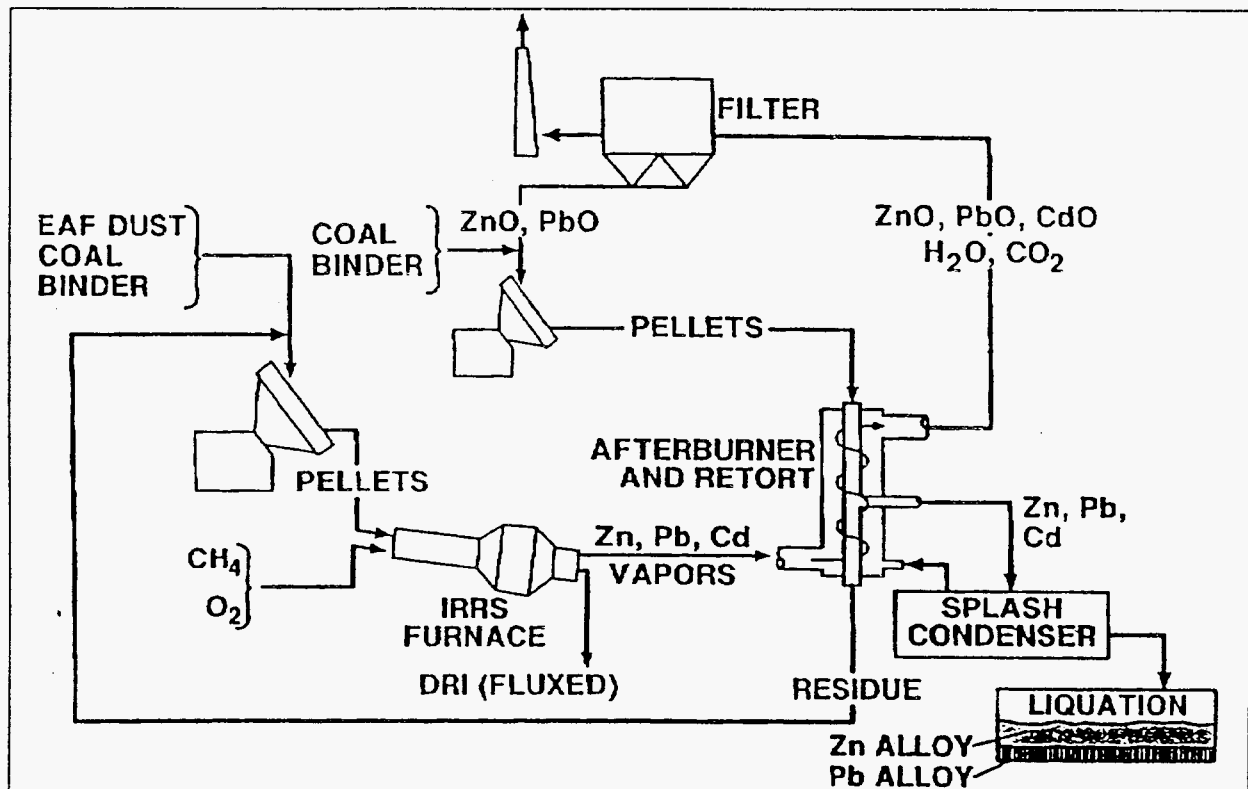 FILTER
ZnO, PbO, CdO
H₂O, CO₂
EAF DUST
COAL
BINDER
COAL
BINDER
ZnO, PbO
PELLETS
PELLETS
AFTERBURNER
AND RETORT
CH₄
O₂
IRRS
FURNACE
Zn, Pb, Cd
VAPORS
Zn, Pb,
Cd
SPLASH
CONDENSER
DRI (FLUXED)
RESIDUE
LIQUATION
Zn ALLOY
Pb ALLOY